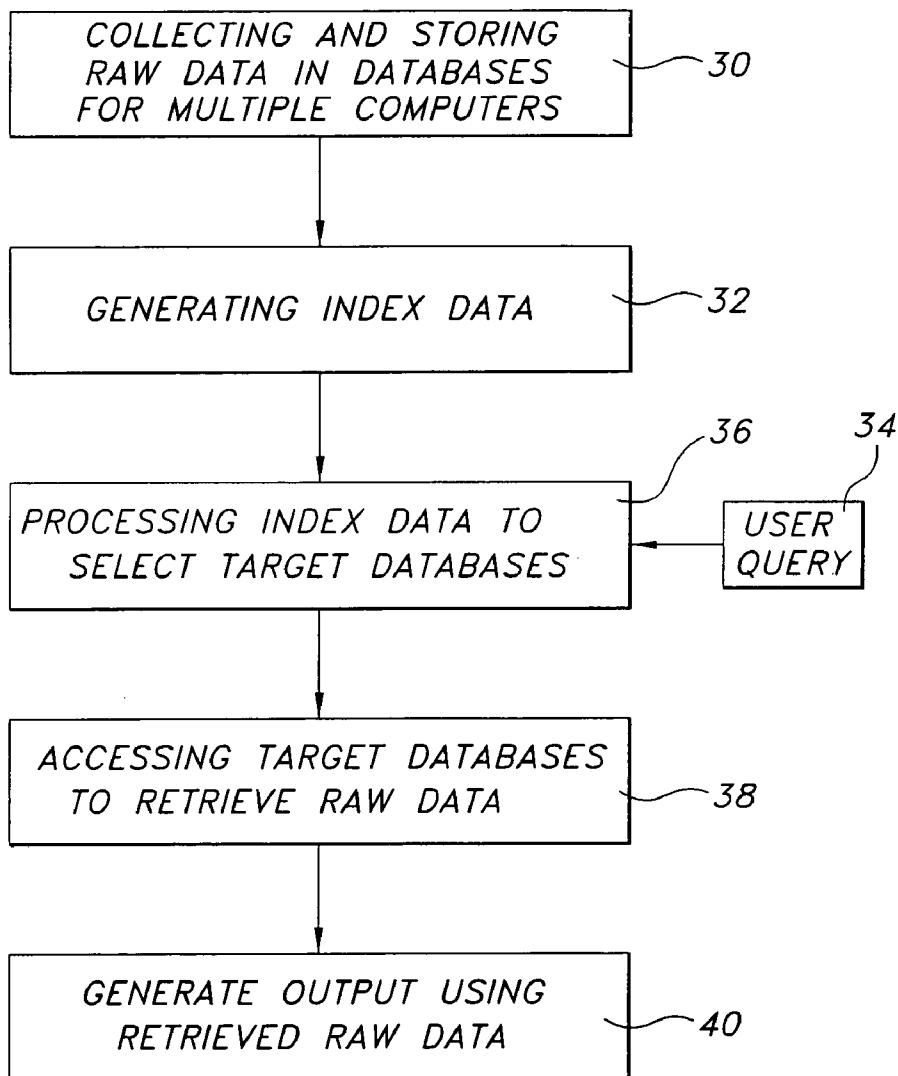 COLLECTING AND STORING
RAW DATA IN DATABASES
FOR MULTIPLE COMPUTERS
30
GENERATING INDEX DATA
32
36
34
PROCESSING INDEX DATA TO
SELECT TARGET DATABASES
USER
QUERY
ACCESSING TARGET DATABASES
TO RETRIEVE RAW DATA
38
GENERATE OUTPUT USING
RETRIEVED RAW DATA
40